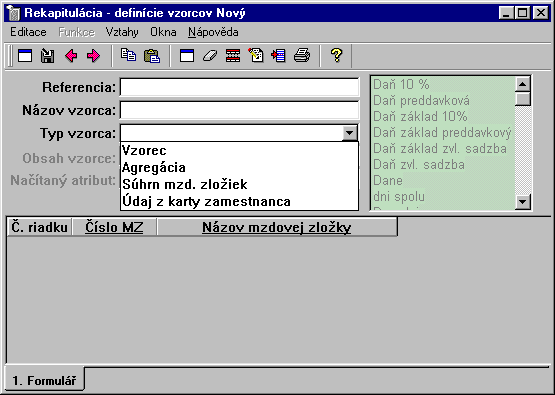 Rekapitulácia - definície vzorcov Nový
Editace Funkce Vztahy Okna Nápověda
Referencia:
Názov vzorca:
Typ vzorca:
Vzorec
Agregácia
Súhrn mzd. zložiek
Údaj z karty zamestnanca
Obsah vzorce:
Načítaný atribut:
Daň 10 %
Daň preddavková
Daň základ 10%
Daň základ preddavkový
Daň základ zvl. sadzba
Daň zvl. sadzba
Dane
dni spolu
Č. riadku Číslo MZ Názov mzdovej zložky
1. Formulář